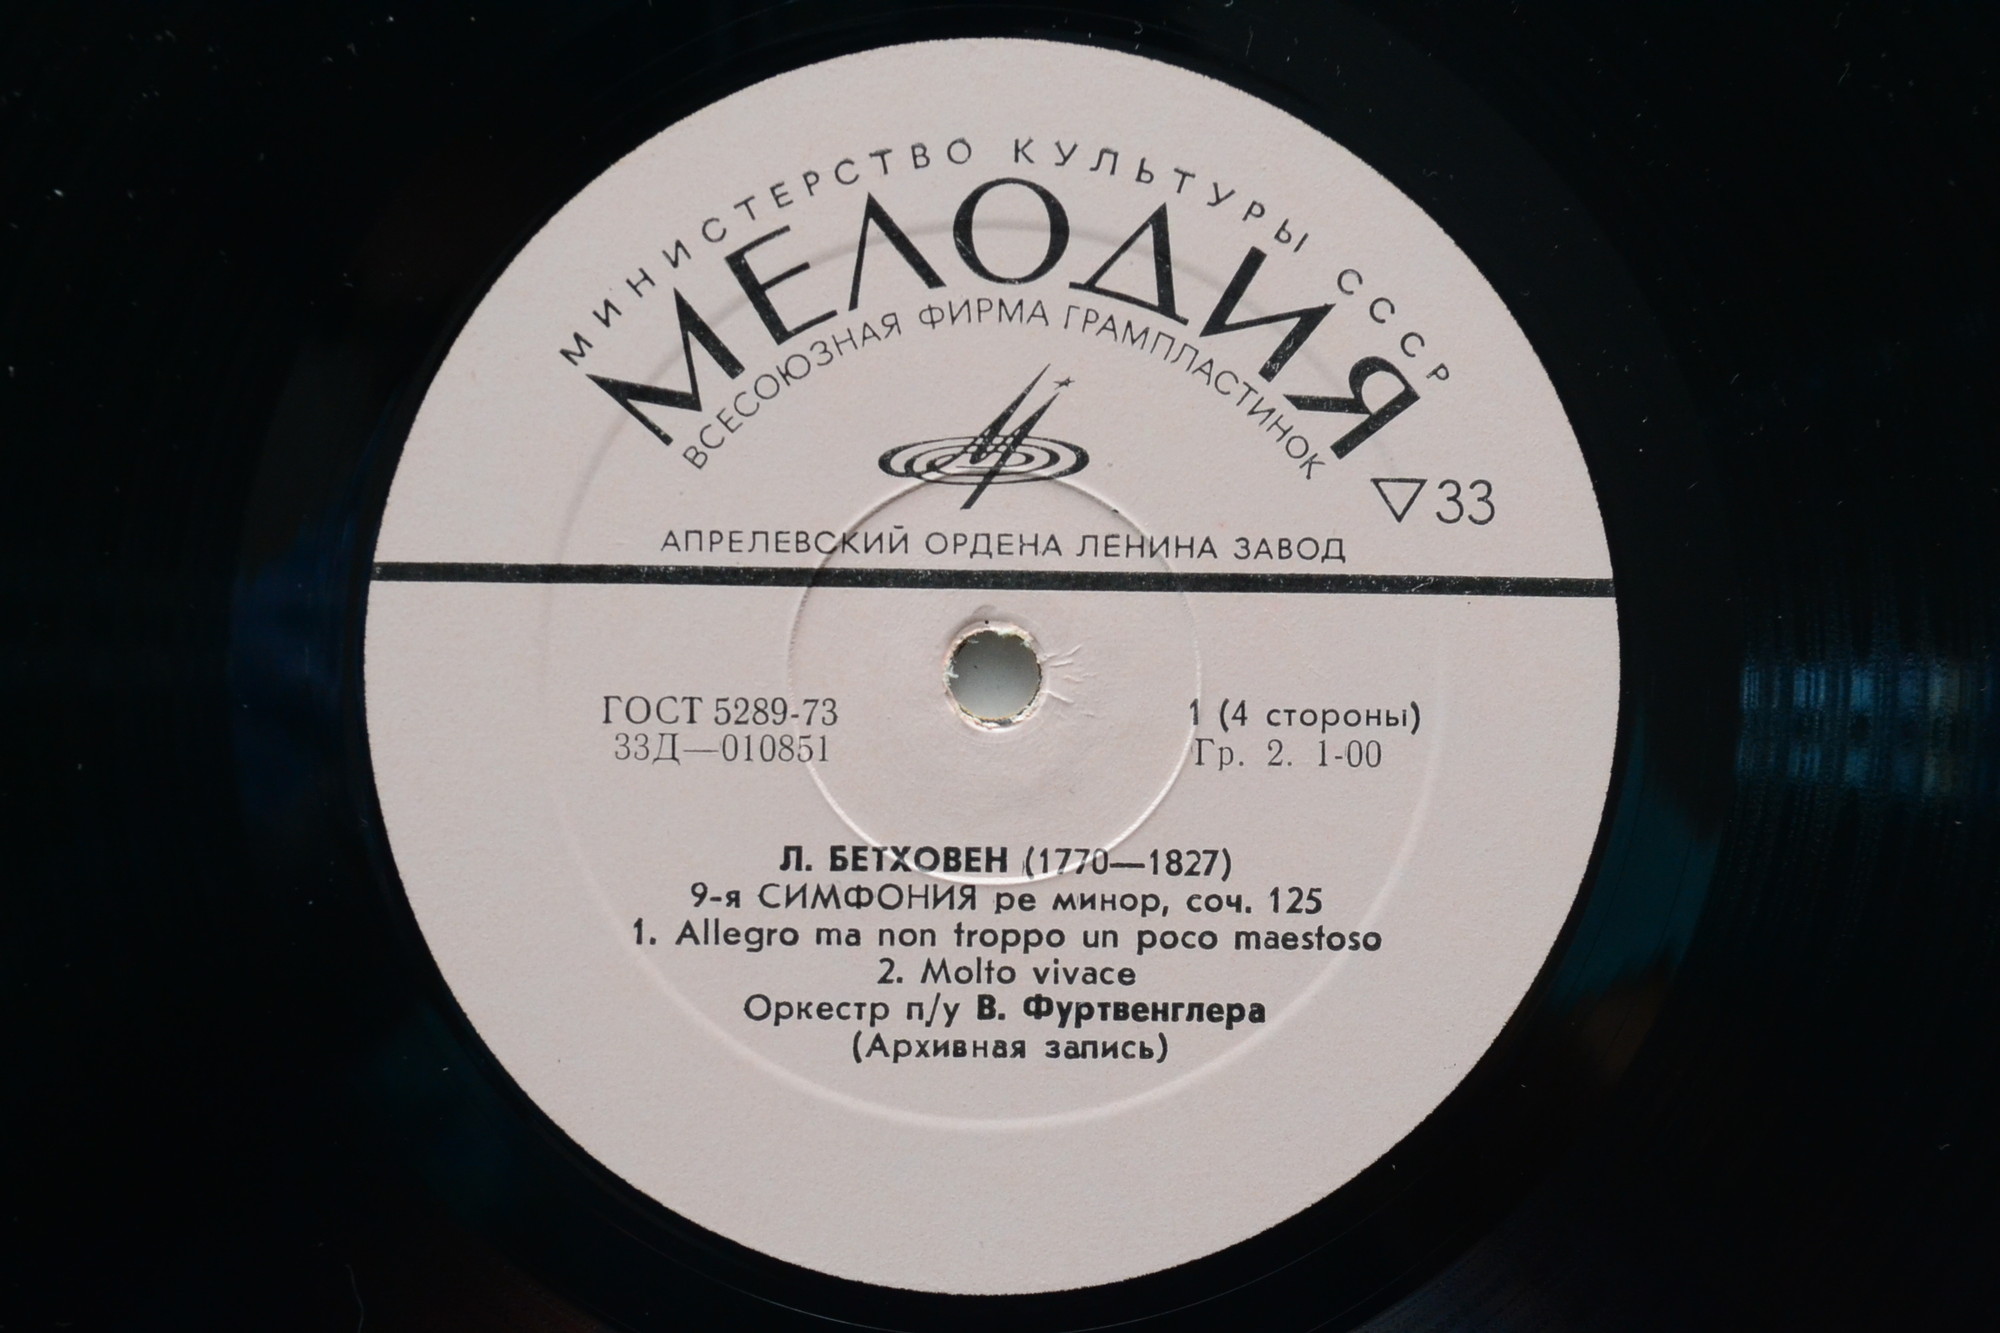 МИНИСТЕРСТВО КУЛЬТУРЫ СССР
МЕЛОДИЯ
ВСЕСОЮЗНАЯ ФИРМА ГРАМПЛАСТИНОК
33
АПРЕЛЕВСКИЙ ОРДЕНА ЛЕНИНА ЗАВОД
ГОСТ 5289-73
33Д—010851
1 (4 стороны)
Гр. 2. 1-00
Л. БЕТХОВЕН (1770—1827)
9-я СИМФОНИЯ ре минор, соч. 125
1. Allegro ma non troppo un poco maestoso
2. Molto vivace
Оркестр п/у В. Фуртвенглера
(Архивная запись)